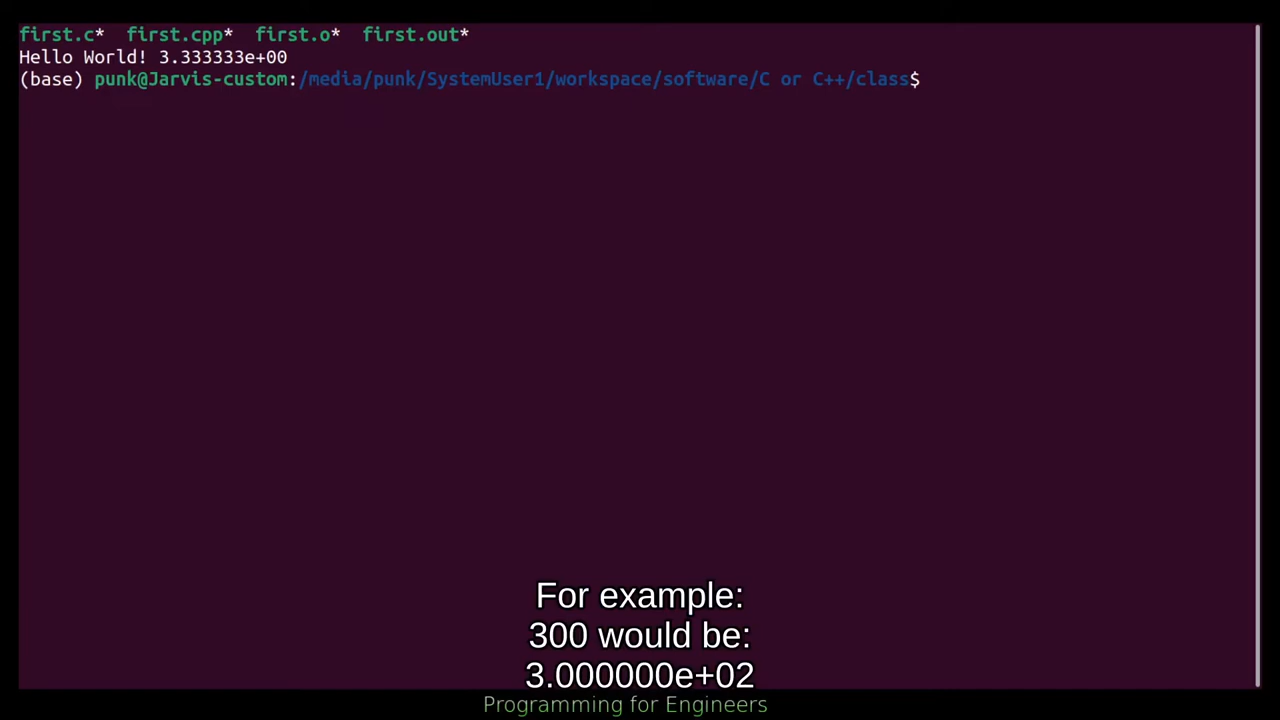 first.c*  first.cpp*  first.o*  first.out*
Hello World! 3.333333e+00
(base) punk@Jarvis-custom:/media/punk/SystemUser1/workspace/software/C or C++/class$
For example:
300 would be:
3.000000e+02
Programming for Engineers